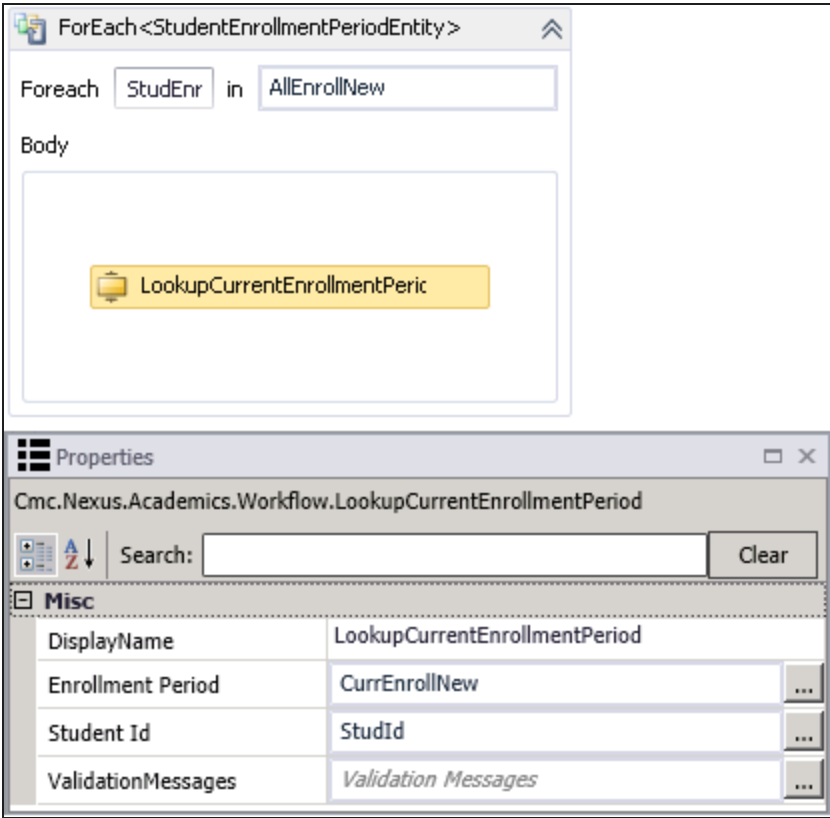 ForEach<StudentEnrollmentPeriodEntity>
Foreach StudEnr in AllEnrollNew
Body
LookupCurrentEnrollmentPeric
Properties
Cmc.Nexus.Academics.Workflow.LookupCurrentEnrollmentPeriod
Search: Clear
Misc
DisplayName LookupCurrentEnrollmentPeriod
Enrollment Period CurrEnrollNew ...
Student Id StudId ...
ValidationMessages Validation Messages ...